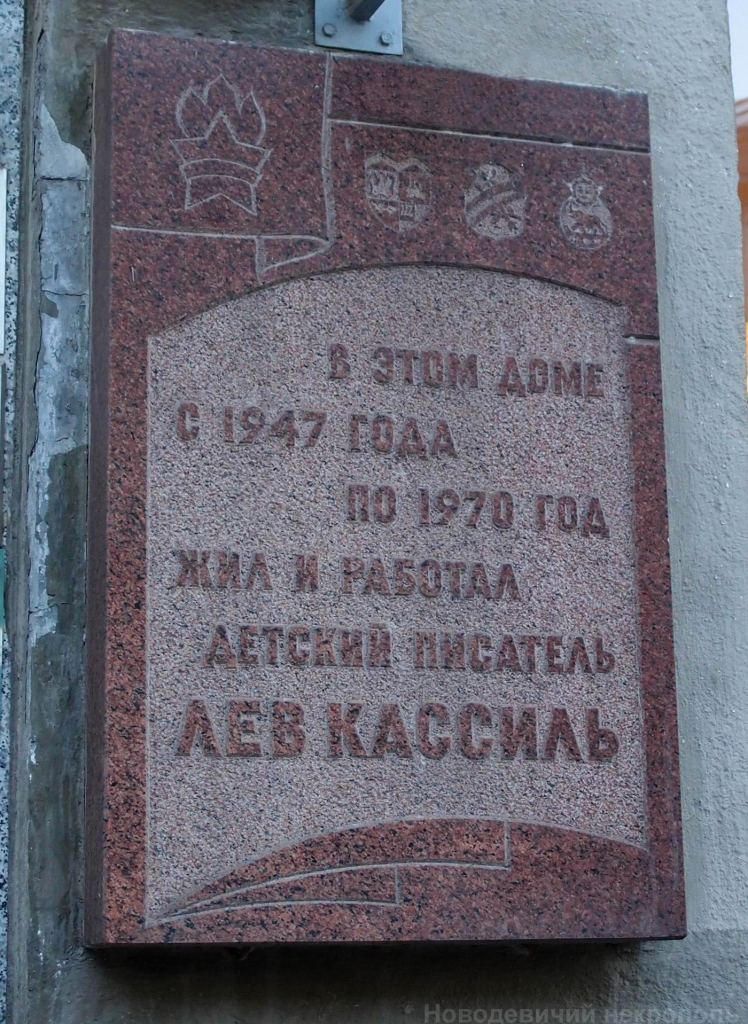 В ЭТОМ ДОМЕ
С 1947 ГОДА
ПО 1970 ГОД
ЖИЛ И РАБОТАЛ
ДЕТСКИЙ ПИСАТЕЛЬ
ЛЕВ КАССИЛЬ
Новодевичий некрополь